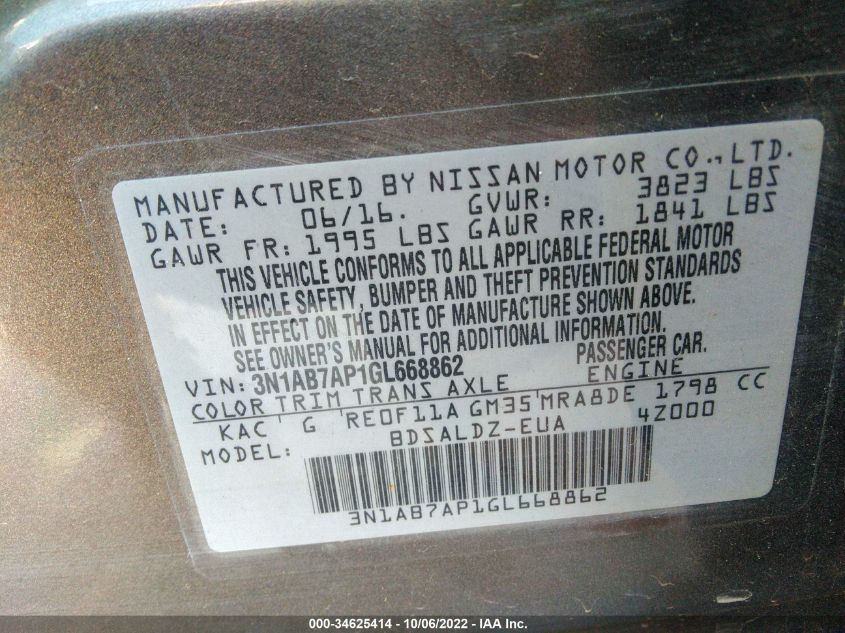 MANUFACTURED BY NISSAN MOTOR CO.,LTD.
DATE: 06/16. GVWR: 3823 LBS
GAWR FR: 1995 LBS GAWR RR: 1841 LBS
THIS VEHICLE CONFORMS TO ALL APPLICABLE FEDERAL MOTOR
VEHICLE SAFETY, BUMPER AND THEFT PREVENTION STANDARDS
IN EFFECT ON THE DATE OF MANUFACTURE SHOWN ABOVE.
SEE OWNER'S MANUAL FOR ADDITIONAL INFORMATION.
VIN: 3N1AB7AP1GL668862 PASSENGER CAR.
COLOR TRIM TRANS AXLE ENGINE
KAC G RE0F11A GM35 MRA8DE 1798 CC
MODEL: BDSALDZ-EUA 4Z000
3N1AB7AP1GL668862
000-34625414 - 10/06/2022 - IAA Inc.